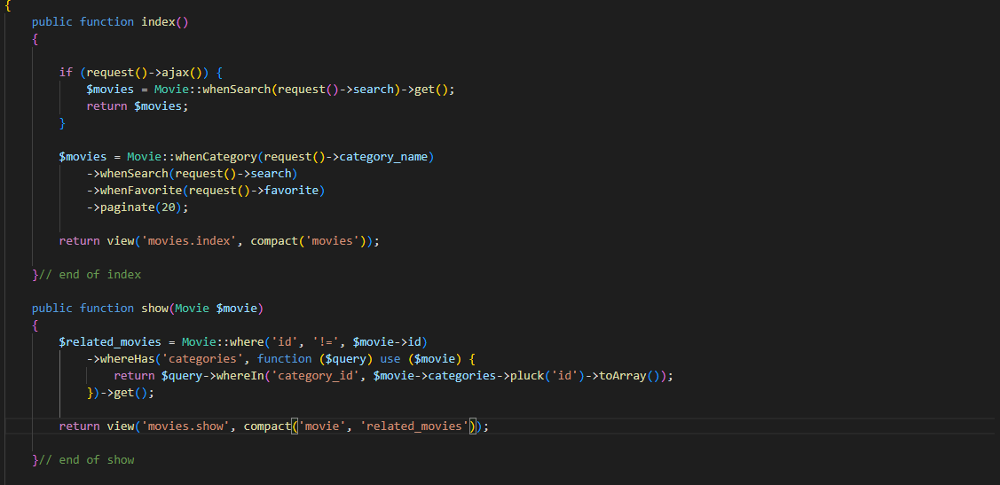 {
    public function index()
    {
        if (request()->ajax()) {
            $movies = Movie::whenSearch(request()->search)->get();
            return $movies;
        }
        $movies = Movie::whenCategory(request()->category_name)
            ->whenSearch(request()->search)
            ->whenFavorite(request()->favorite)
            ->paginate(20);
        return view('movies.index', compact('movies'));
    }// end of index
    public function show(Movie $movie)
    {
        $related_movies = Movie::where('id', '!=', $movie->id)
            ->whereHas('categories', function ($query) use ($movie) {
                return $query->whereIn('category_id', $movie->categories->pluck('id')->toArray());
            })->get();
        return view('movies.show', compact('movie', 'related_movies'));
    }// end of show